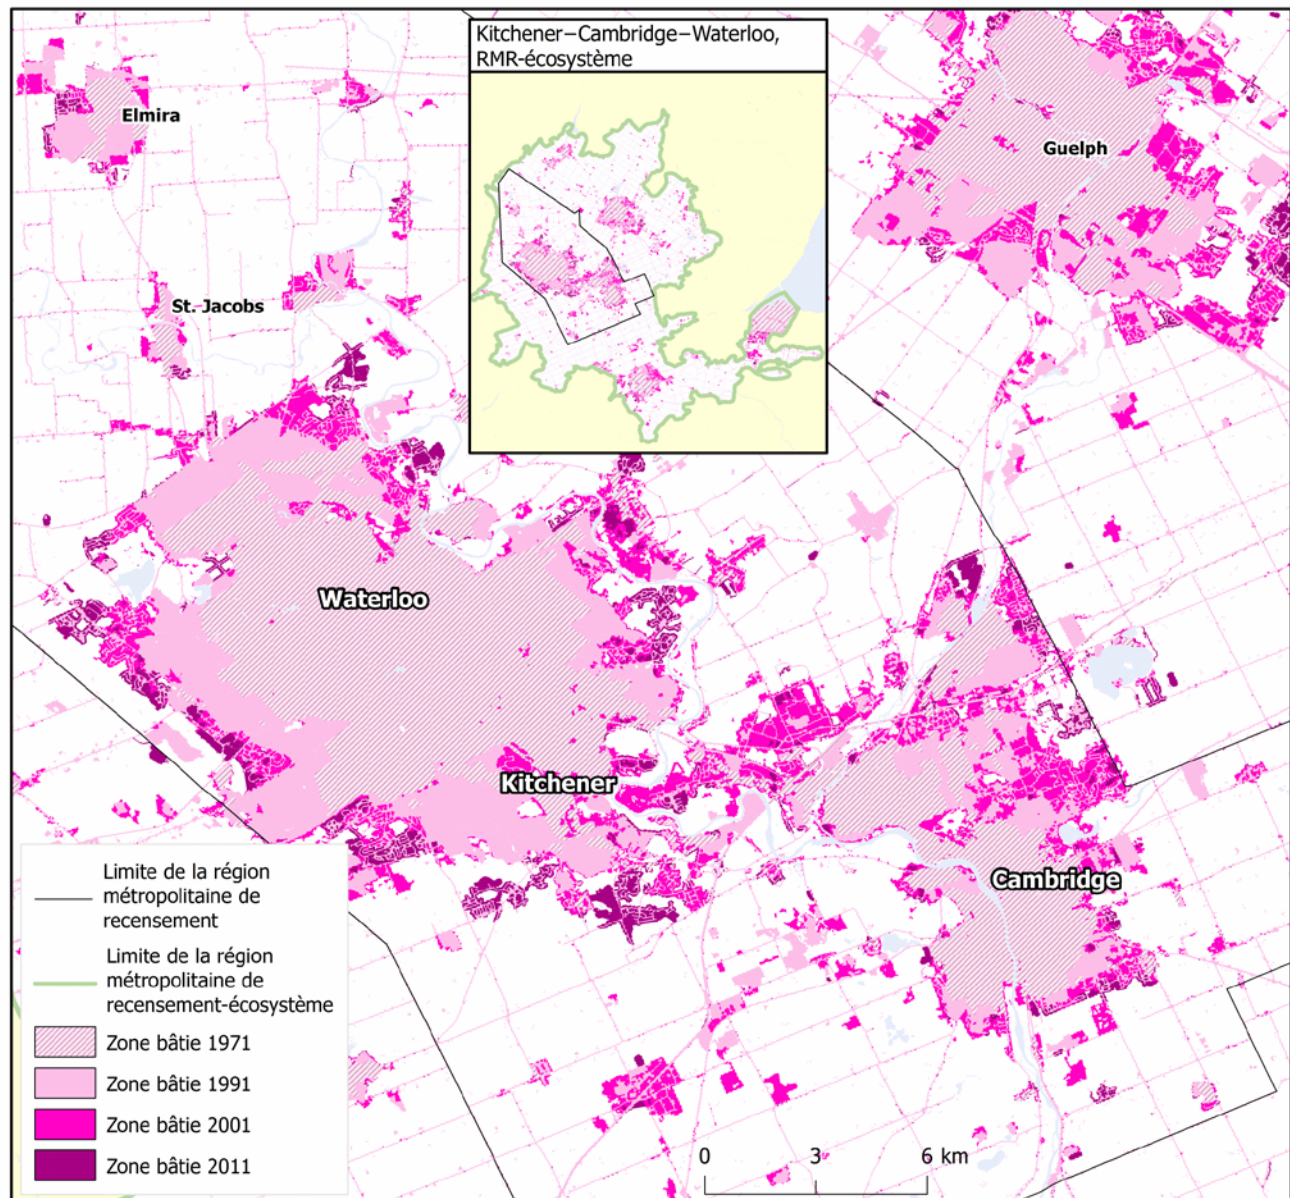 Kitchener–Cambridge–Waterloo,
RMR-écosystème
Elmira
Guelph
St. Jacobs
Waterloo
Kitchener
Cambridge
Limite de la région
métropolitaine de
recensement
Limite de la région
métropolitaine de
recensement-écosystème
Zone bâtie 1971
Zone bâtie 1991
Zone bâtie 2001
Zone bâtie 2011
0 3 6 km